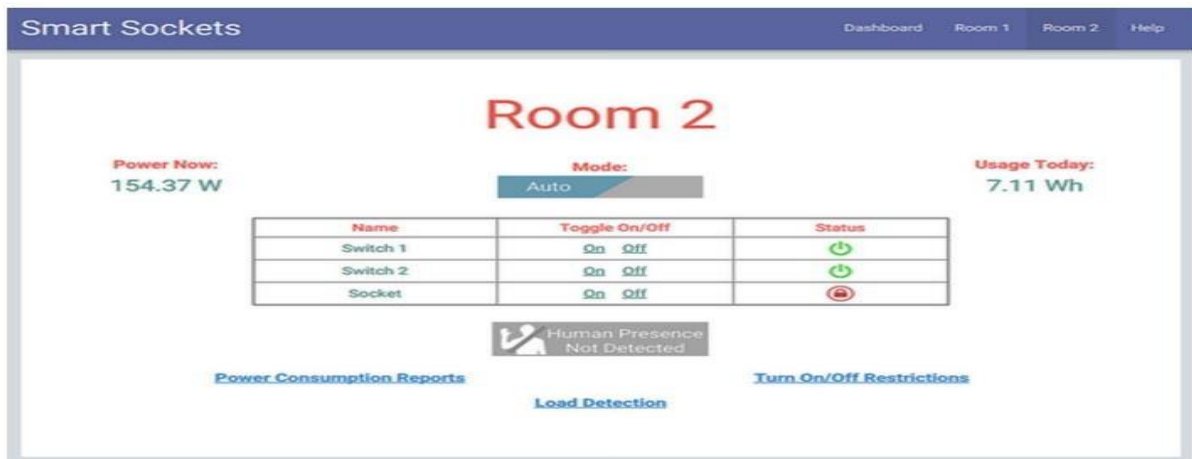 Smart Sockets Dashboard Room 1 Room 2 Help
Room 2
Power Now: Mode: Usage Today:
154.37 W Auto 7.11 Wh
Name Toggle On/Off Status
Switch 1 On Off
Switch 2 On Off
Socket On Off
Human Presence
Not Detected
Power Consumption Reports Turn On/Off Restrictions
Load Detection